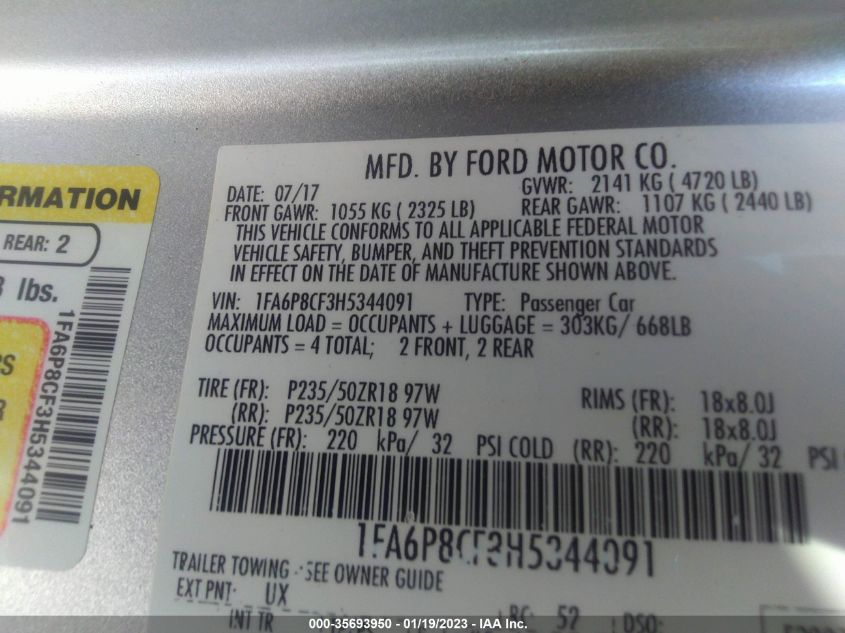 RMATION
REAR: 2
lbs.
1FA6P8CF3H5344091
MFD. BY FORD MOTOR CO.
DATE: 07/17 GVWR: 2141 KG ( 4720 LB)
FRONT GAWR: 1055 KG ( 2325 LB) REAR GAWR: 1107 KG ( 2440 LB)
THIS VEHICLE CONFORMS TO ALL APPLICABLE FEDERAL MOTOR
VEHICLE SAFETY, BUMPER, AND THEFT PREVENTION STANDARDS
IN EFFECT ON THE DATE OF MANUFACTURE SHOWN ABOVE.
VIN: 1FA6P8CF3H5344091 TYPE: Passenger Car
MAXIMUM LOAD = OCCUPANTS + LUGGAGE = 303KG/ 668LB
OCCUPANTS = 4 TOTAL; 2 FRONT, 2 REAR
TIRE (FR): P235/50ZR18 97W RIMS (FR): 18x8.0J
(RR): P235/50ZR18 97W (RR): 18x8.0J
PRESSURE (FR): 220 kPa/ 32 PSI COLD (RR): 220 kPa/ 32 PSI
1FA6P8CF3H5344091
TRAILER TOWING - SEE OWNER GUIDE
EXT PNT: UX
INT TR 52 DSO:
000-35693950 - 01/19/2023 - IAA Inc.